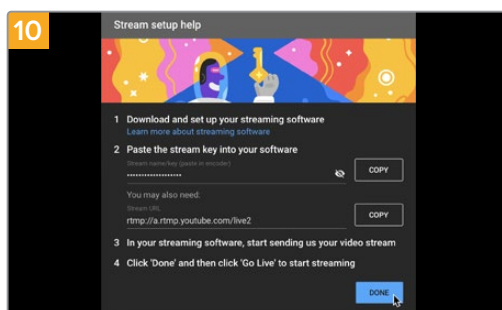 10
Stream setup help
1 Download and set up your streaming software
Learn more about streaming software
2 Paste the stream key into your software
Stream name/key (paste in encoder)
•••••••••••••••••••
COPY
You may also need:
Stream URL
rtmp://a.rtmp.youtube.com/live2
COPY
3 In your streaming software, start sending us your video stream
4 Click 'Done' and then click 'Go Live' to start streaming
DONE